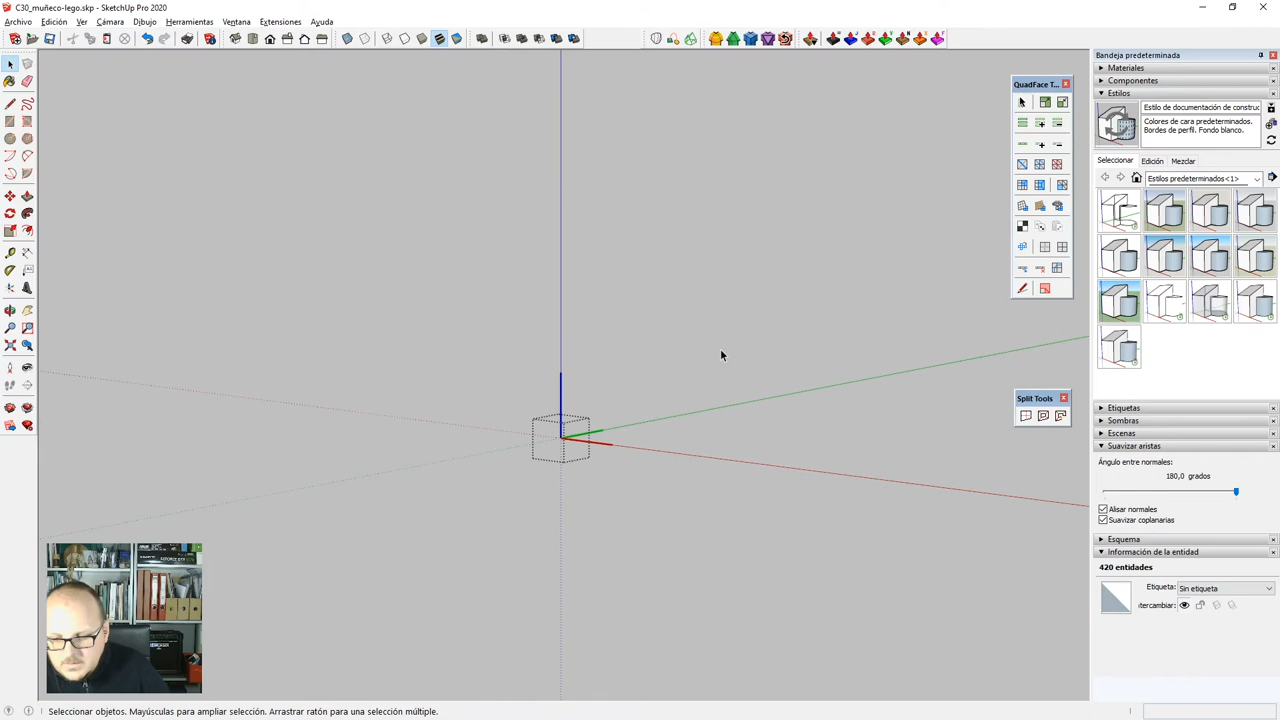 C30_muñeco-lego.skp - SketchUp Pro 2020
Archivo Edición Ver Cámara Dibujo Herramientas Ventana Extensiones Ayuda
QuadFace T...
Split Tools
Bandeja predeterminada
Materiales
Componentes
Estilos
Estilo de documentación de construc
Colores de cara predeterminados.
Bordes de perfil. Fondo blanco.
Seleccionar Edición Mezclar
Estilos predeterminados<1>
Etiquetas
Sombras
Escenas
Suavizar aristas
Ángulo entre normales:
180,0 grados
Alisar normales
Suavizar coplanarias
Esquema
Información de la entidad
420 entidades
Etiqueta: Sin etiqueta
ntercambiar:
Seleccionar objetos. Mayúsculas para ampliar selección. Arrastrar ratón para una selección múltiple.